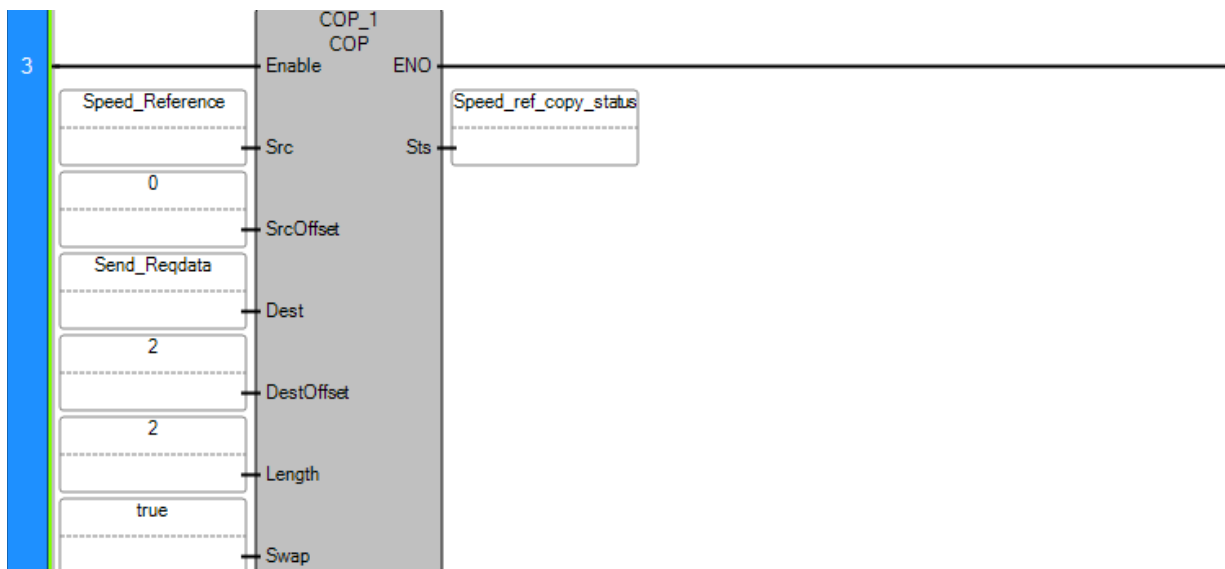 COP_1
COP
3
Enable
ENO
Speed_Reference
Speed_ref_copy_status
Src
Sts
0
SrcOffset
Send_Reqdata
Dest
2
DestOffset
2
Length
true
Swap